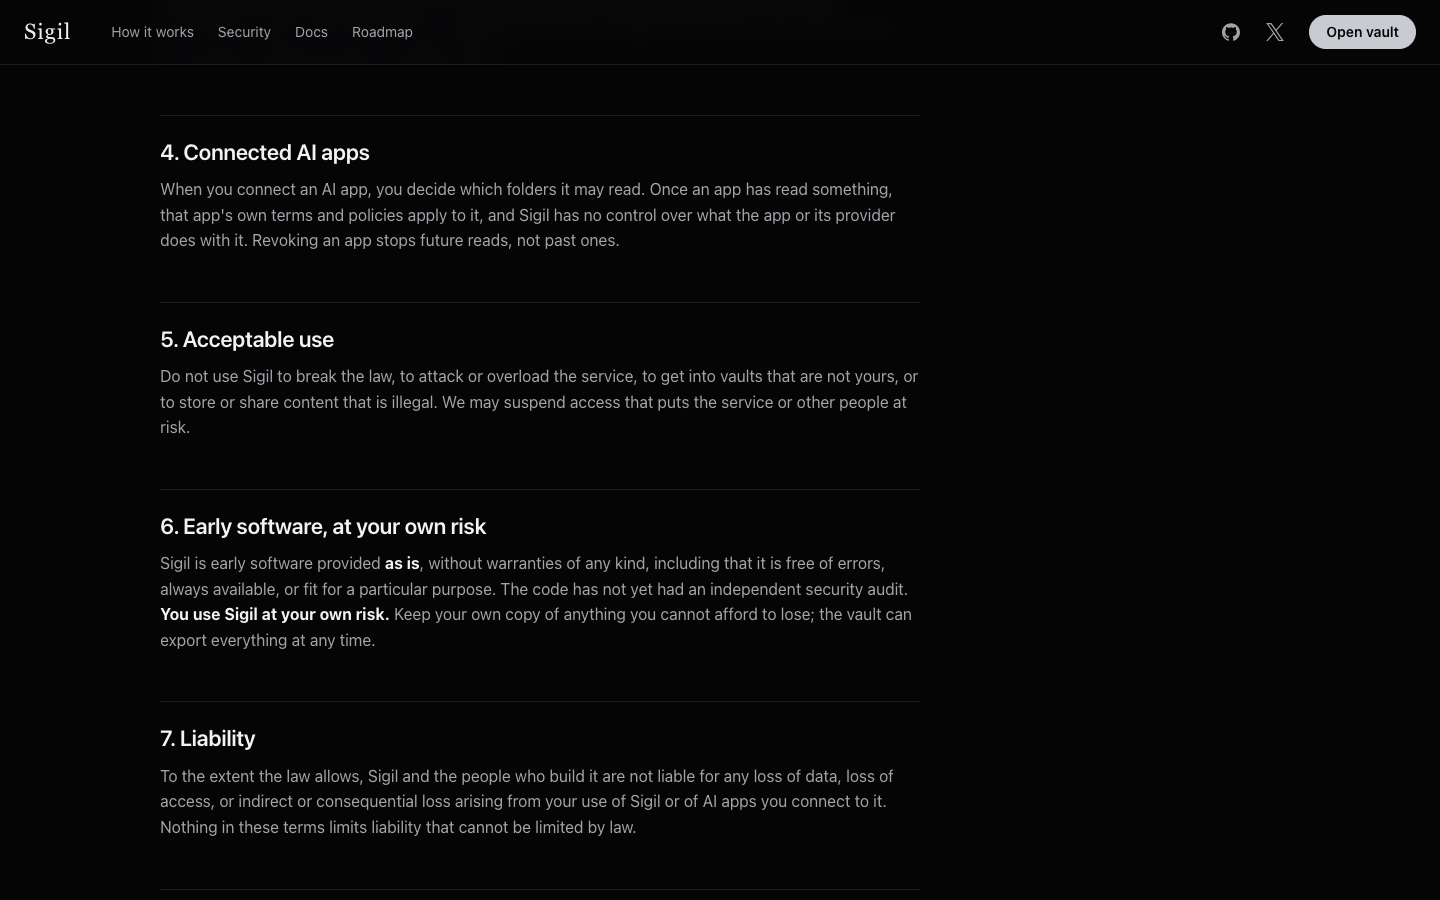 Sigil
How it works
Security
Docs
Roadmap
Open vault
4. Connected AI apps
When you connect an AI app, you decide which folders it may read. Once an app has read something,
that app's own terms and policies apply to it, and Sigil has no control over what the app or its provider
does with it. Revoking an app stops future reads, not past ones.
5. Acceptable use
Do not use Sigil to break the law, to attack or overload the service, to get into vaults that are not yours, or
to store or share content that is illegal. We may suspend access that puts the service or other people at
risk.
6. Early software, at your own risk
Sigil is early software provided as is, without warranties of any kind, including that it is free of errors,
always available, or fit for a particular purpose. The code has not yet had an independent security audit.
You use Sigil at your own risk. Keep your own copy of anything you cannot afford to lose; the vault can
export everything at any time.
7. Liability
To the extent the law allows, Sigil and the people who build it are not liable for any loss of data, loss of
access, or indirect or consequential loss arising from your use of Sigil or of AI apps you connect to it.
Nothing in these terms limits liability that cannot be limited by law.